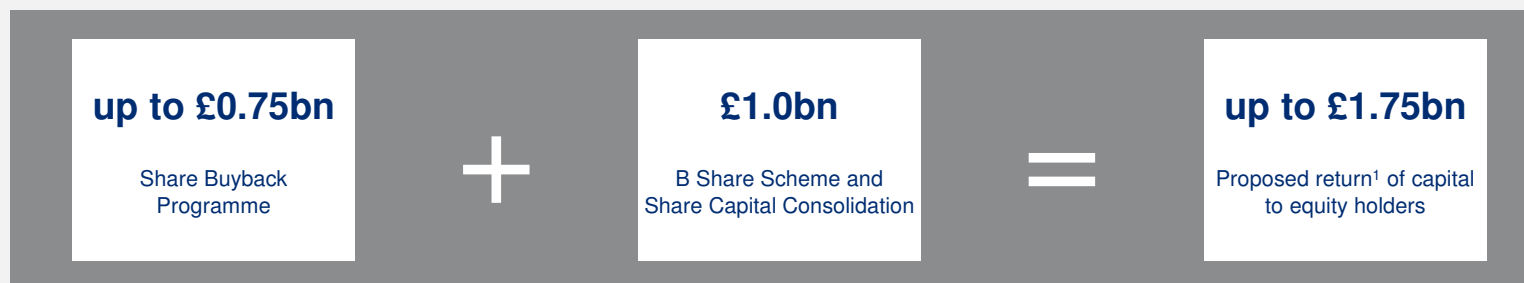 up to £0.75bn
Share Buyback
Programme
+
£1.0bn
B Share Scheme and
Share Capital Consolidation
=
up to £1.75bn
Proposed return¹ of capital
to equity holders